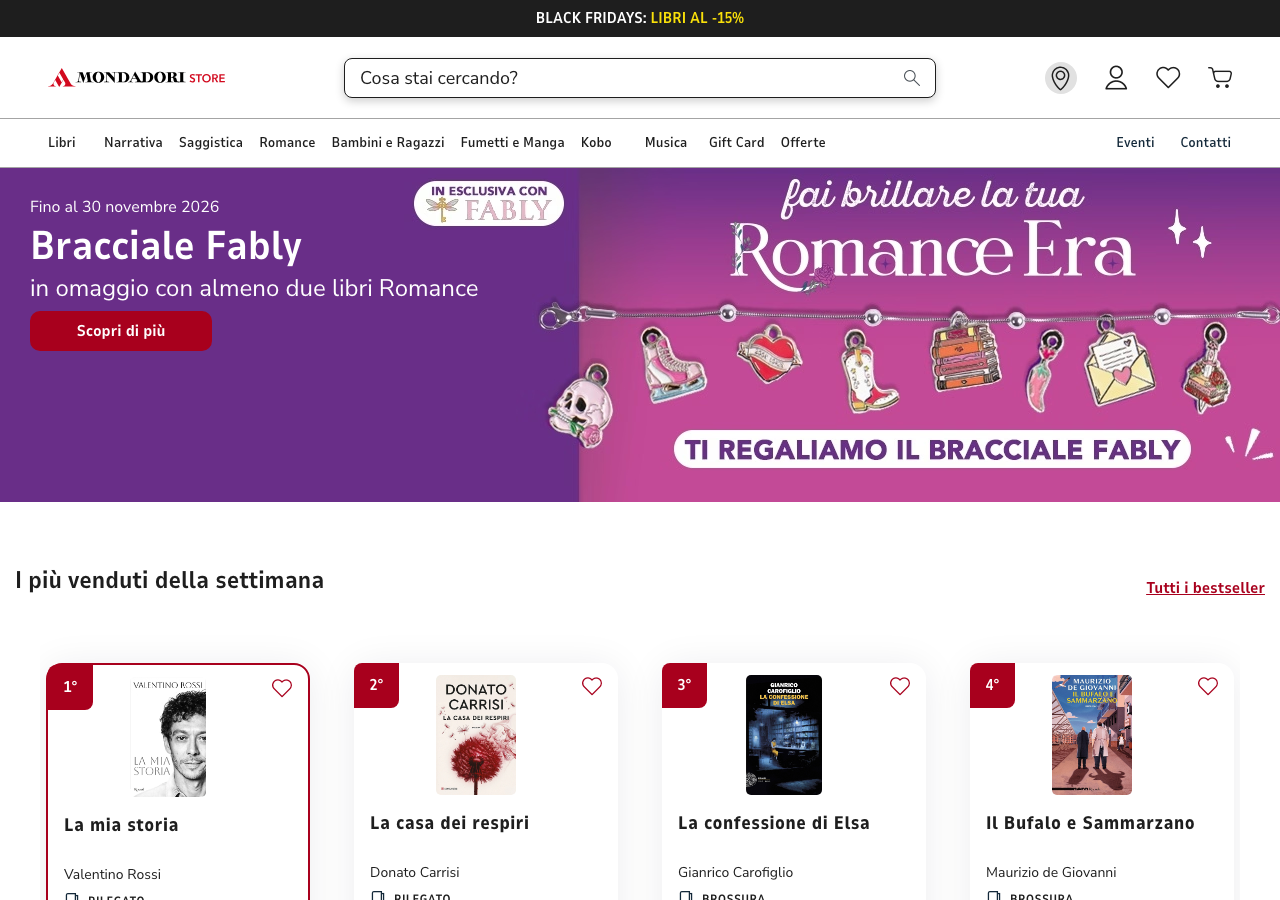 BLACK FRIDAYS: LIBRI AL -15%
MONDADORI STORE
Cosa stai cercando?
Libri Narrativa Saggistica Romance Bambini e Ragazzi Fumetti e Manga Kobo Musica Gift Card Offerte Eventi Contatti
Fino al 30 novembre 2026
Bracciale Fably
in omaggio con almeno due libri Romance
Scopri di più
IN ESCLUSIVA CON
FABLY
fai brillare la tua
Romance Era
TI REGALIAMO IL BRACCIALE FABLY
I più venduti della settimana
Tutti i bestseller
1°
VALENTINO ROSSI
LA MIA
STORIA
La mia storia
Valentino Rossi
RILEGATO
2°
DONATO
CARRISI
LA CASA DEI RESPIRI
La casa dei respiri
Donato Carrisi
RILEGATO
3°
GIANRICO
CAROFIGLIO
LA CONFESSIONE
DI ELSA
La confessione di Elsa
Gianrico Carofiglio
BROSSURA
4°
MAURIZIO
DE GIOVANNI
IL BUFALO E
SAMMARZANO
Il Bufalo e Sammarzano
Maurizio de Giovanni
BROSSURA